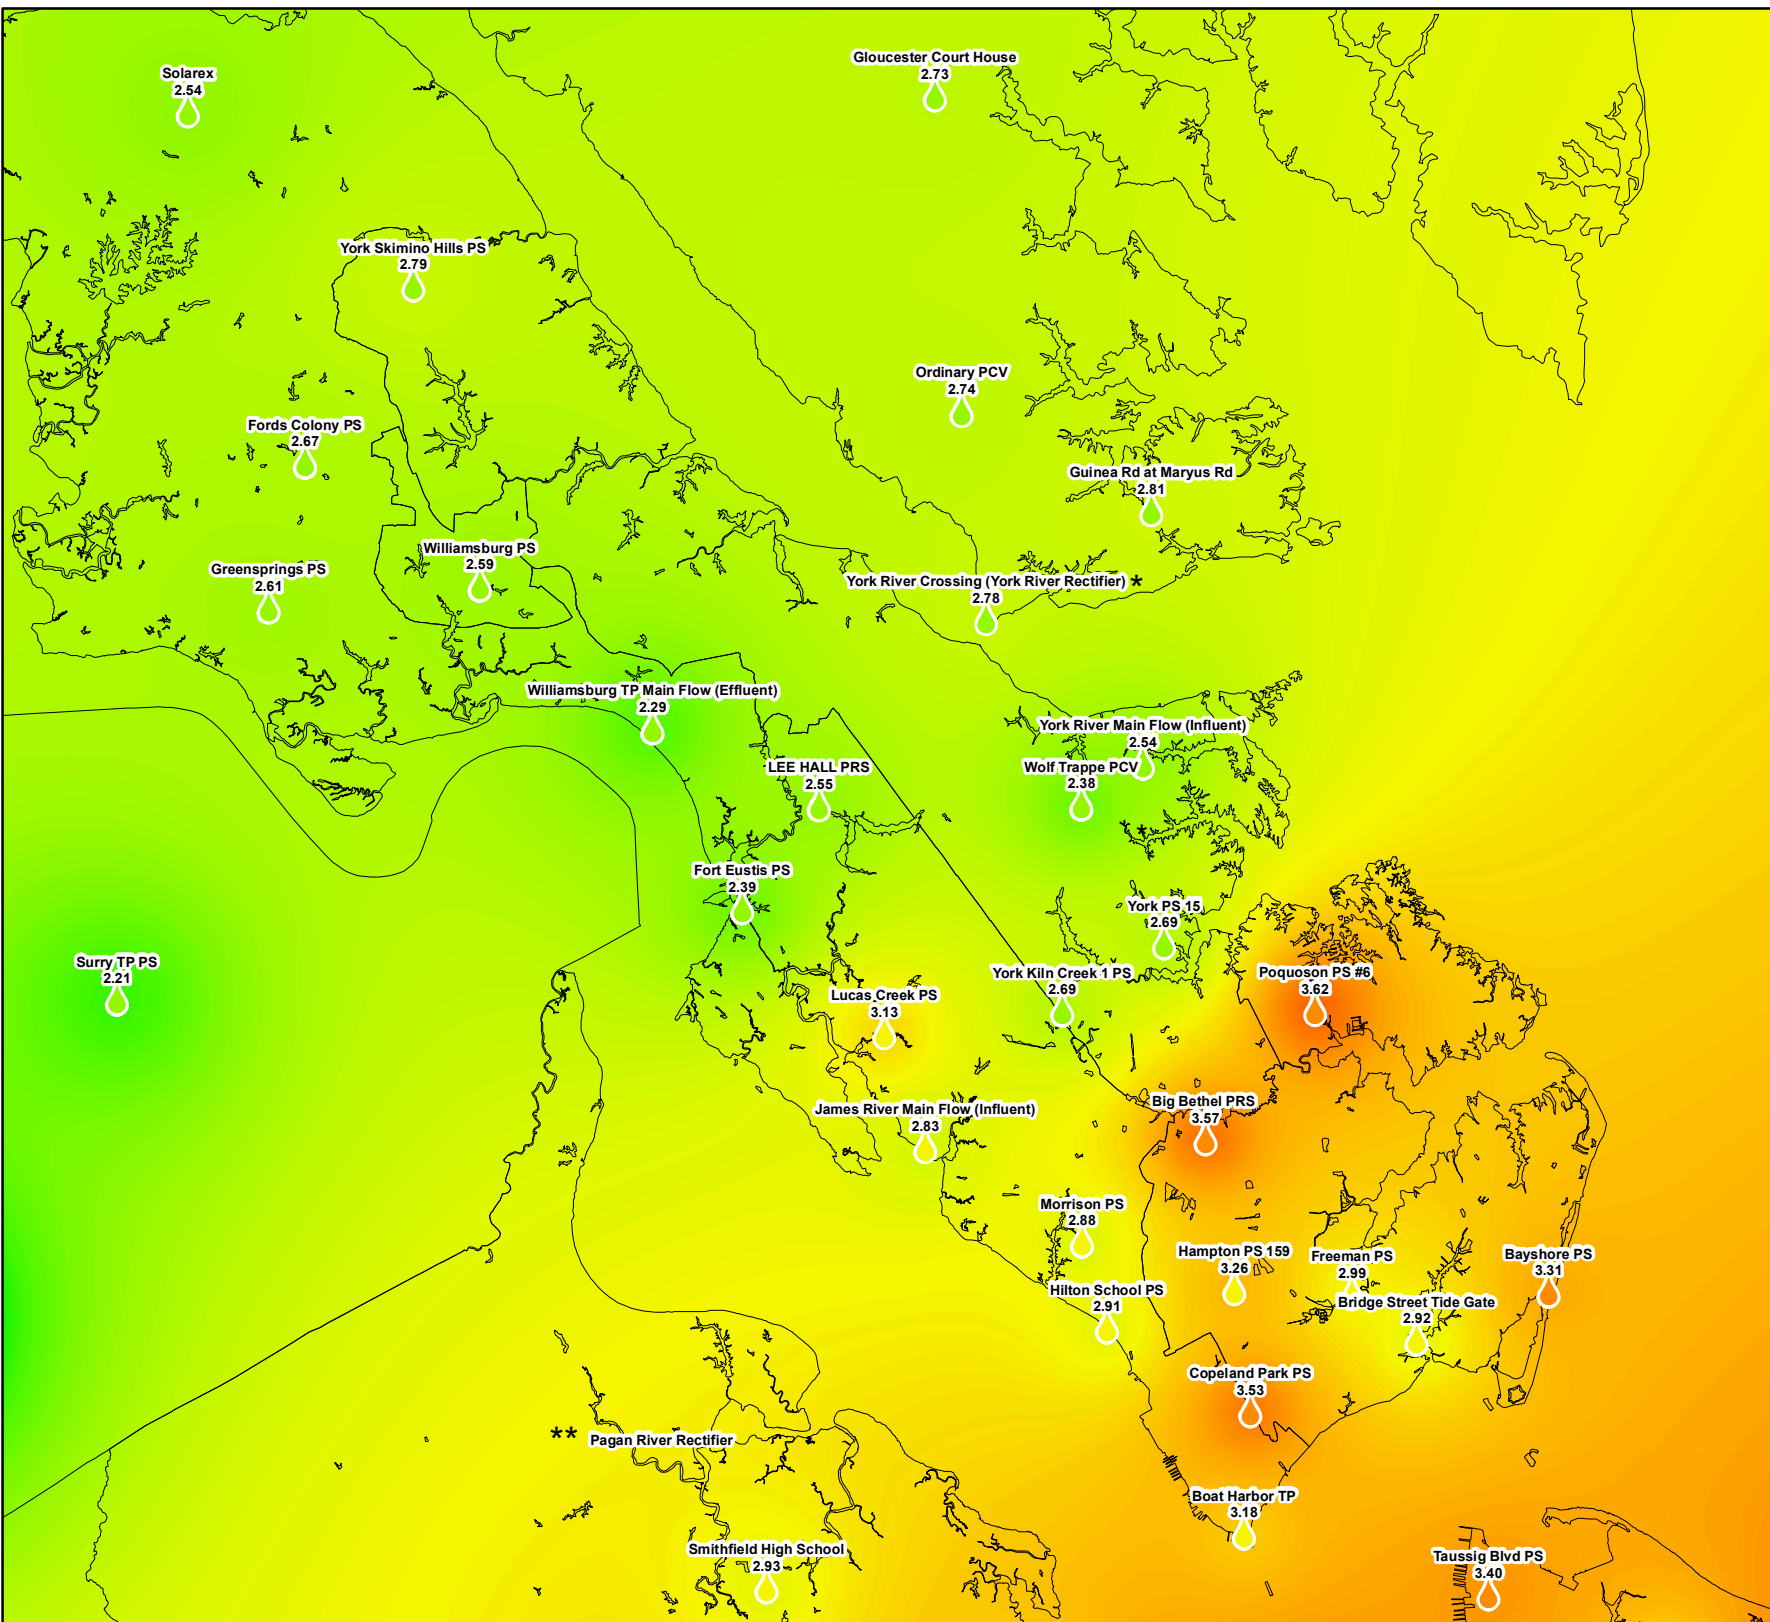 Gloucester Court House
2.73
Solarex
2.54
York Skimino Hills PS
2.79
Ordinary PCV
2.74
Fords Colony PS
2.67
Guinea Rd at Maryus Rd
2.81
Williamsburg PS
2.59
Greensprings PS
2.61
York River Crossing (York River Rectifier) *
2.78
Williamsburg TP Main Flow (Effluent)
2.29
York River Main Flow (Influent)
2.54
LEE HALL PRS
2.55
Wolf Trappe PCV
2.38
* *
Fort Eustis PS
2.39
York PS 15
2.69
Surry TP PS
2.21
York Kiln Creek 1 PS
2.69
Poquoson PS #6
3.62
Lucas Creek PS
3.13
Big Bethel PRS
3.57
James River Main Flow (Influent)
2.83
Morrison PS
2.88
Hampton PS 159
3.26
Freeman PS
2.99
Bayshore PS
3.31
Hilton School PS
2.91
Bridge Street Tide Gate
2.92
Copeland Park PS
3.53
** Pagan River Rectifier
Boat Harbor TP
3.18
Smithfield High School
2.93
Taussig Blvd PS
3.40